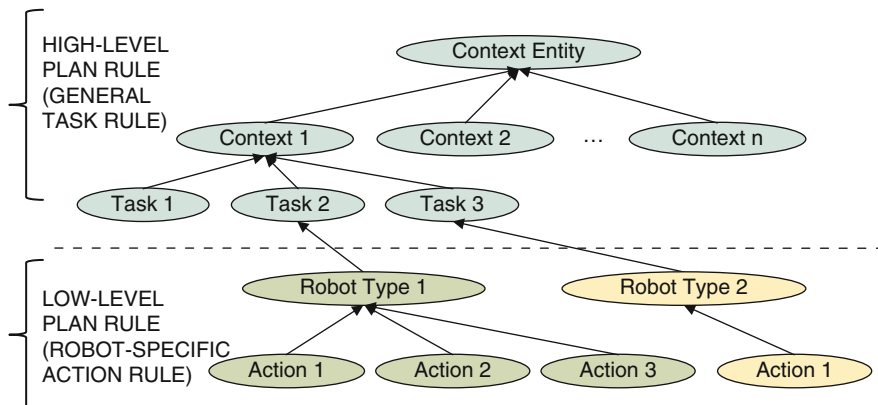 HIGH-LEVEL
PLAN RULE
(GENERAL
TASK RULE)
Context Entity
Context 1
Context 2
...
Context n
Task 1
Task 2
Task 3
LOW-LEVEL
PLAN RULE
(ROBOT-SPECIFIC
ACTION RULE)
Robot Type 1
Robot Type 2
Action 1
Action 2
Action 3
Action 1